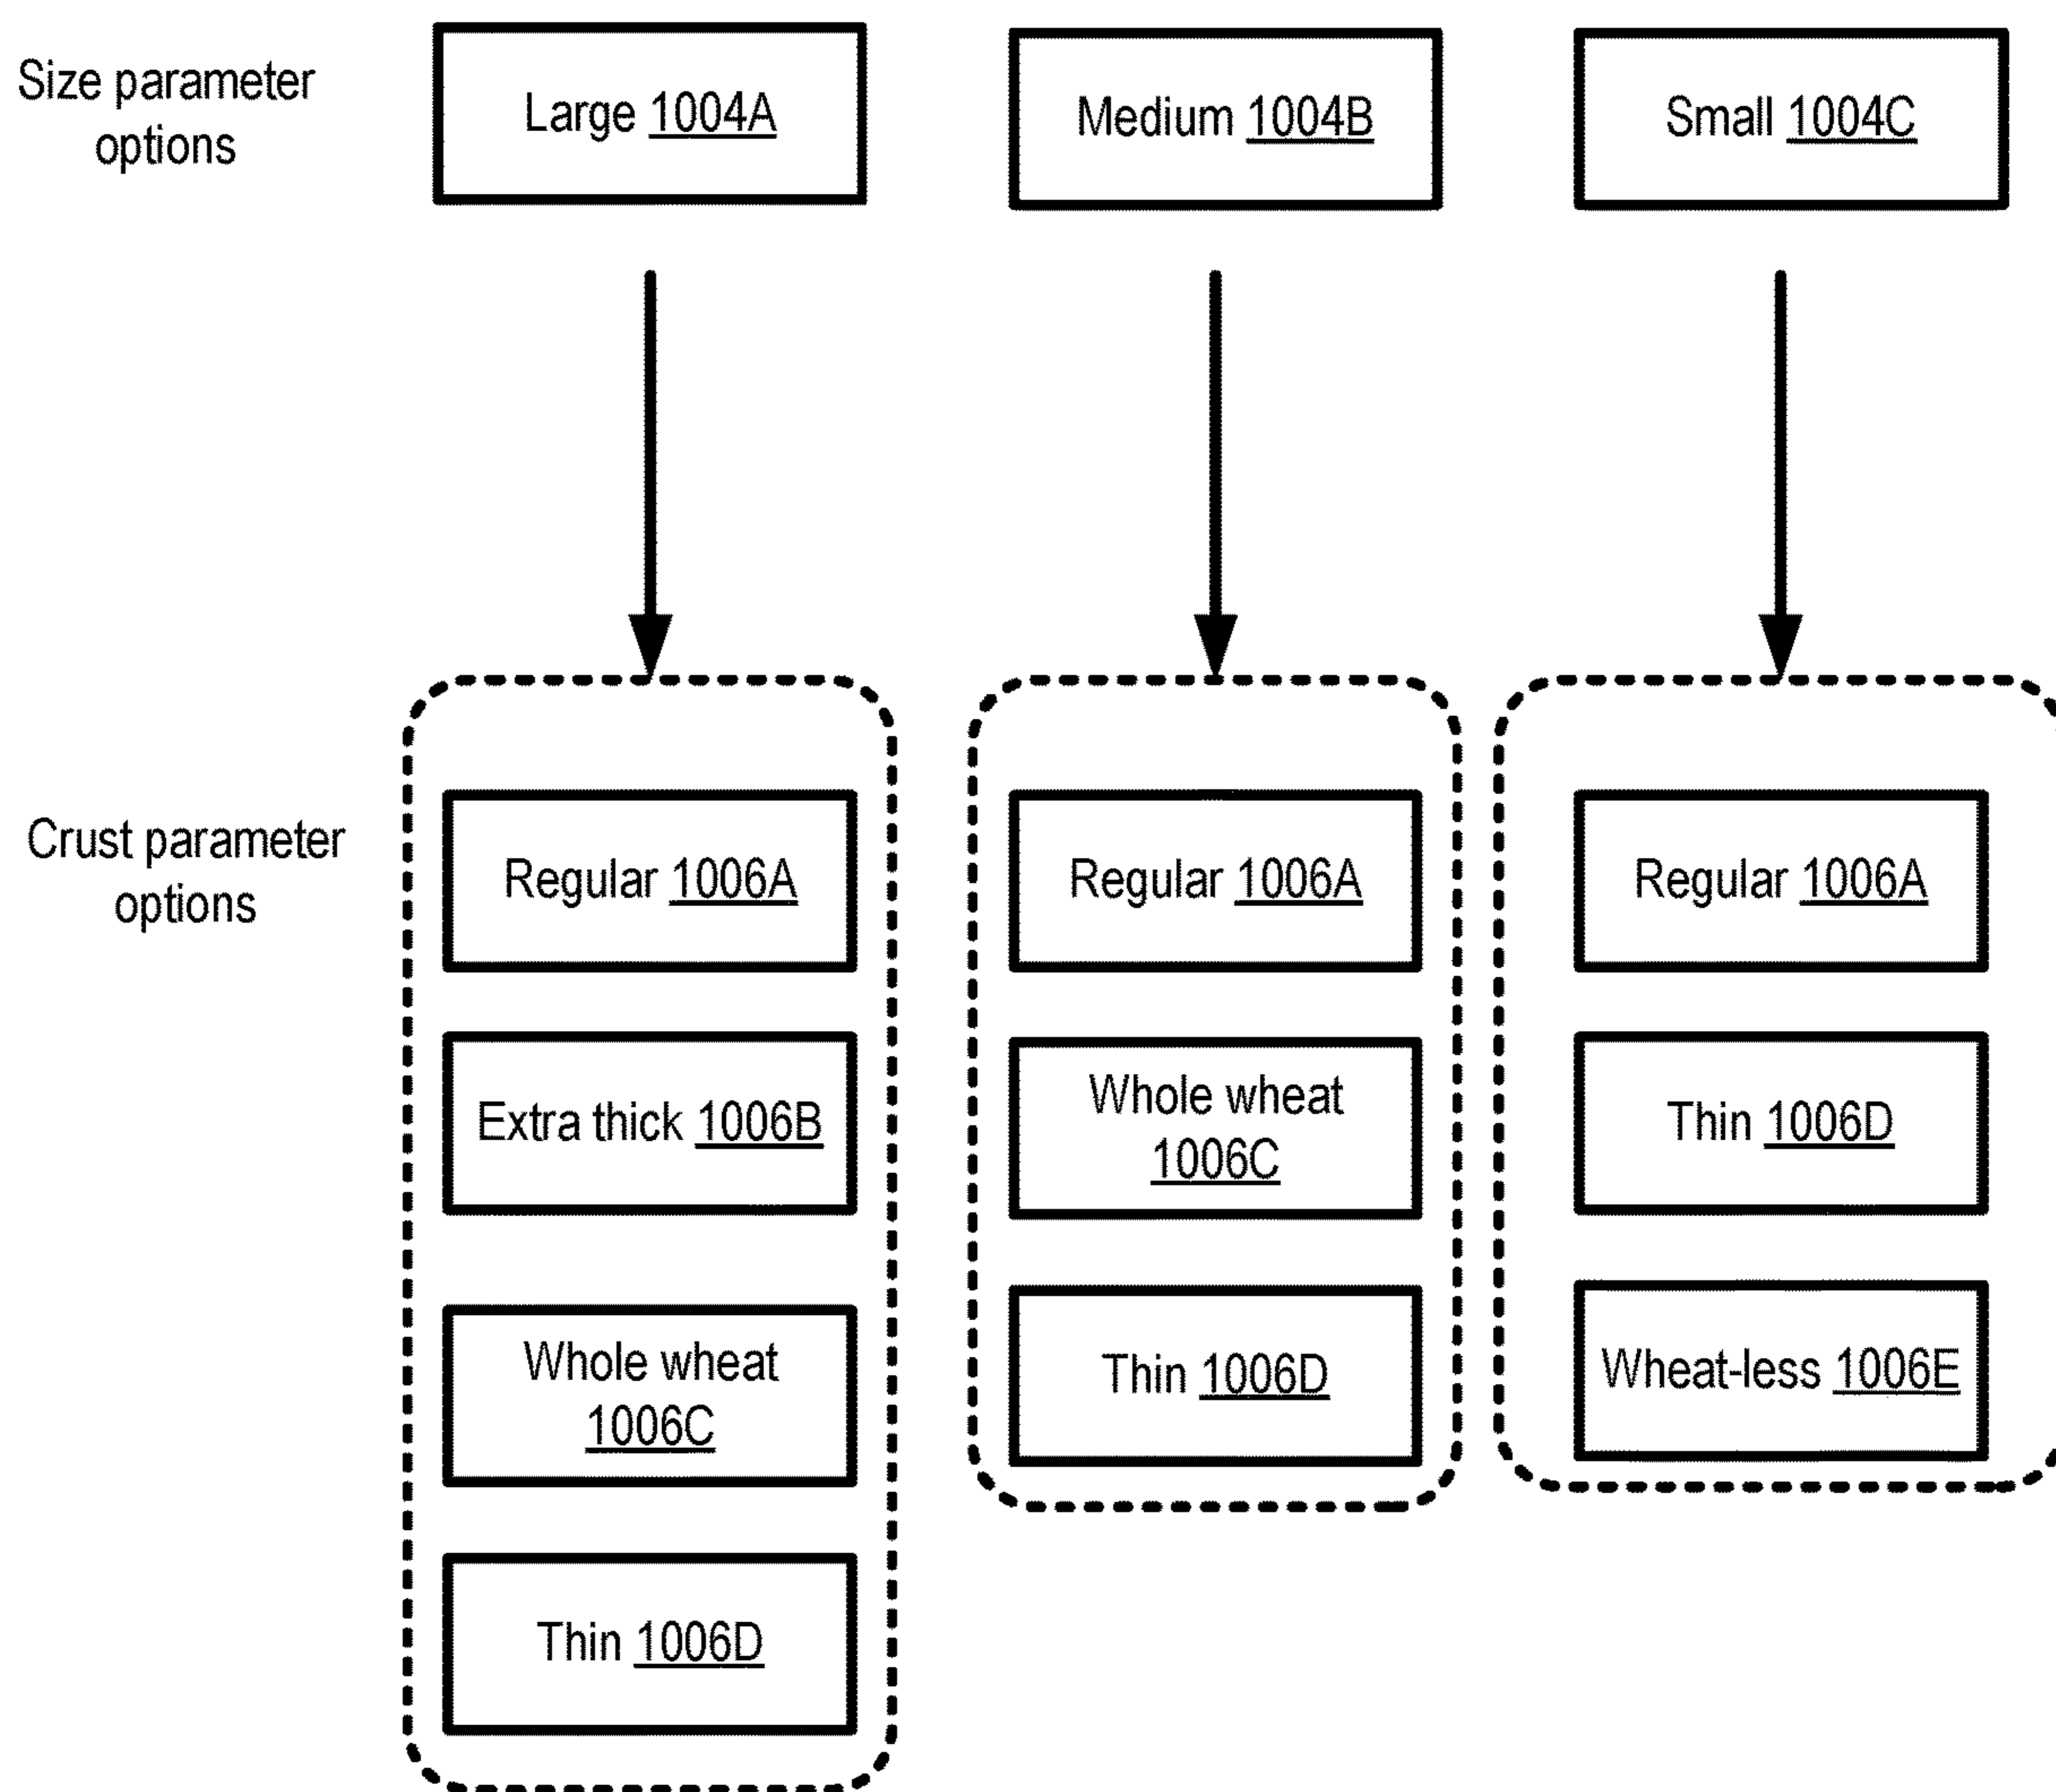 Size parameter
options
Large 1004A
Medium 1004B
Small 1004C
Crust parameter
options
Regular 1006A
Extra thick 1006B
Whole wheat
1006C
Thin 1006D
Regular 1006A
Whole wheat
1006C
Thin 1006D
Regular 1006A
Thin 1006D
Wheat-less 1006E